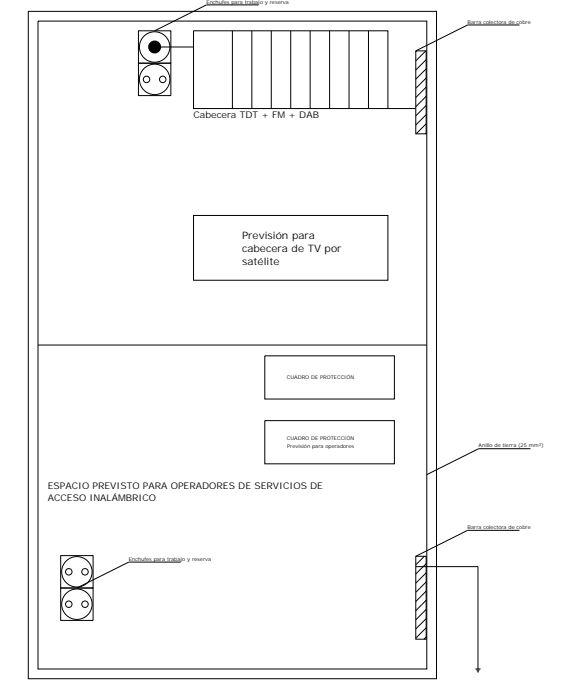 Enchufes para trabajo y reserva
Barra colectora de cobre
Cabecera TDT + FM + DAB
Previsión para
cabecera de TV por
satélite
CUADRO DE PROTECCIÓN
CUADRO DE PROTECCIÓN
Previsión para operadores
Anillo de tierra (25 mm²)
ESPACIO PREVISTO PARA OPERADORES DE SERVICIOS DE
ACCESO INALÁMBRICO
Barra colectora de cobre
Enchufes para trabajo y reserva